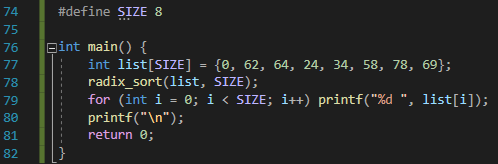 74 #define SIZE 8
75
76 int main() {
77 int list[SIZE] = {0, 62, 64, 24, 34, 58, 78, 69};
78 radix_sort(list, SIZE);
79 for (int i = 0; i < SIZE; i++) printf("%d ", list[i]);
80 printf("\n");
81 return 0;
82 }